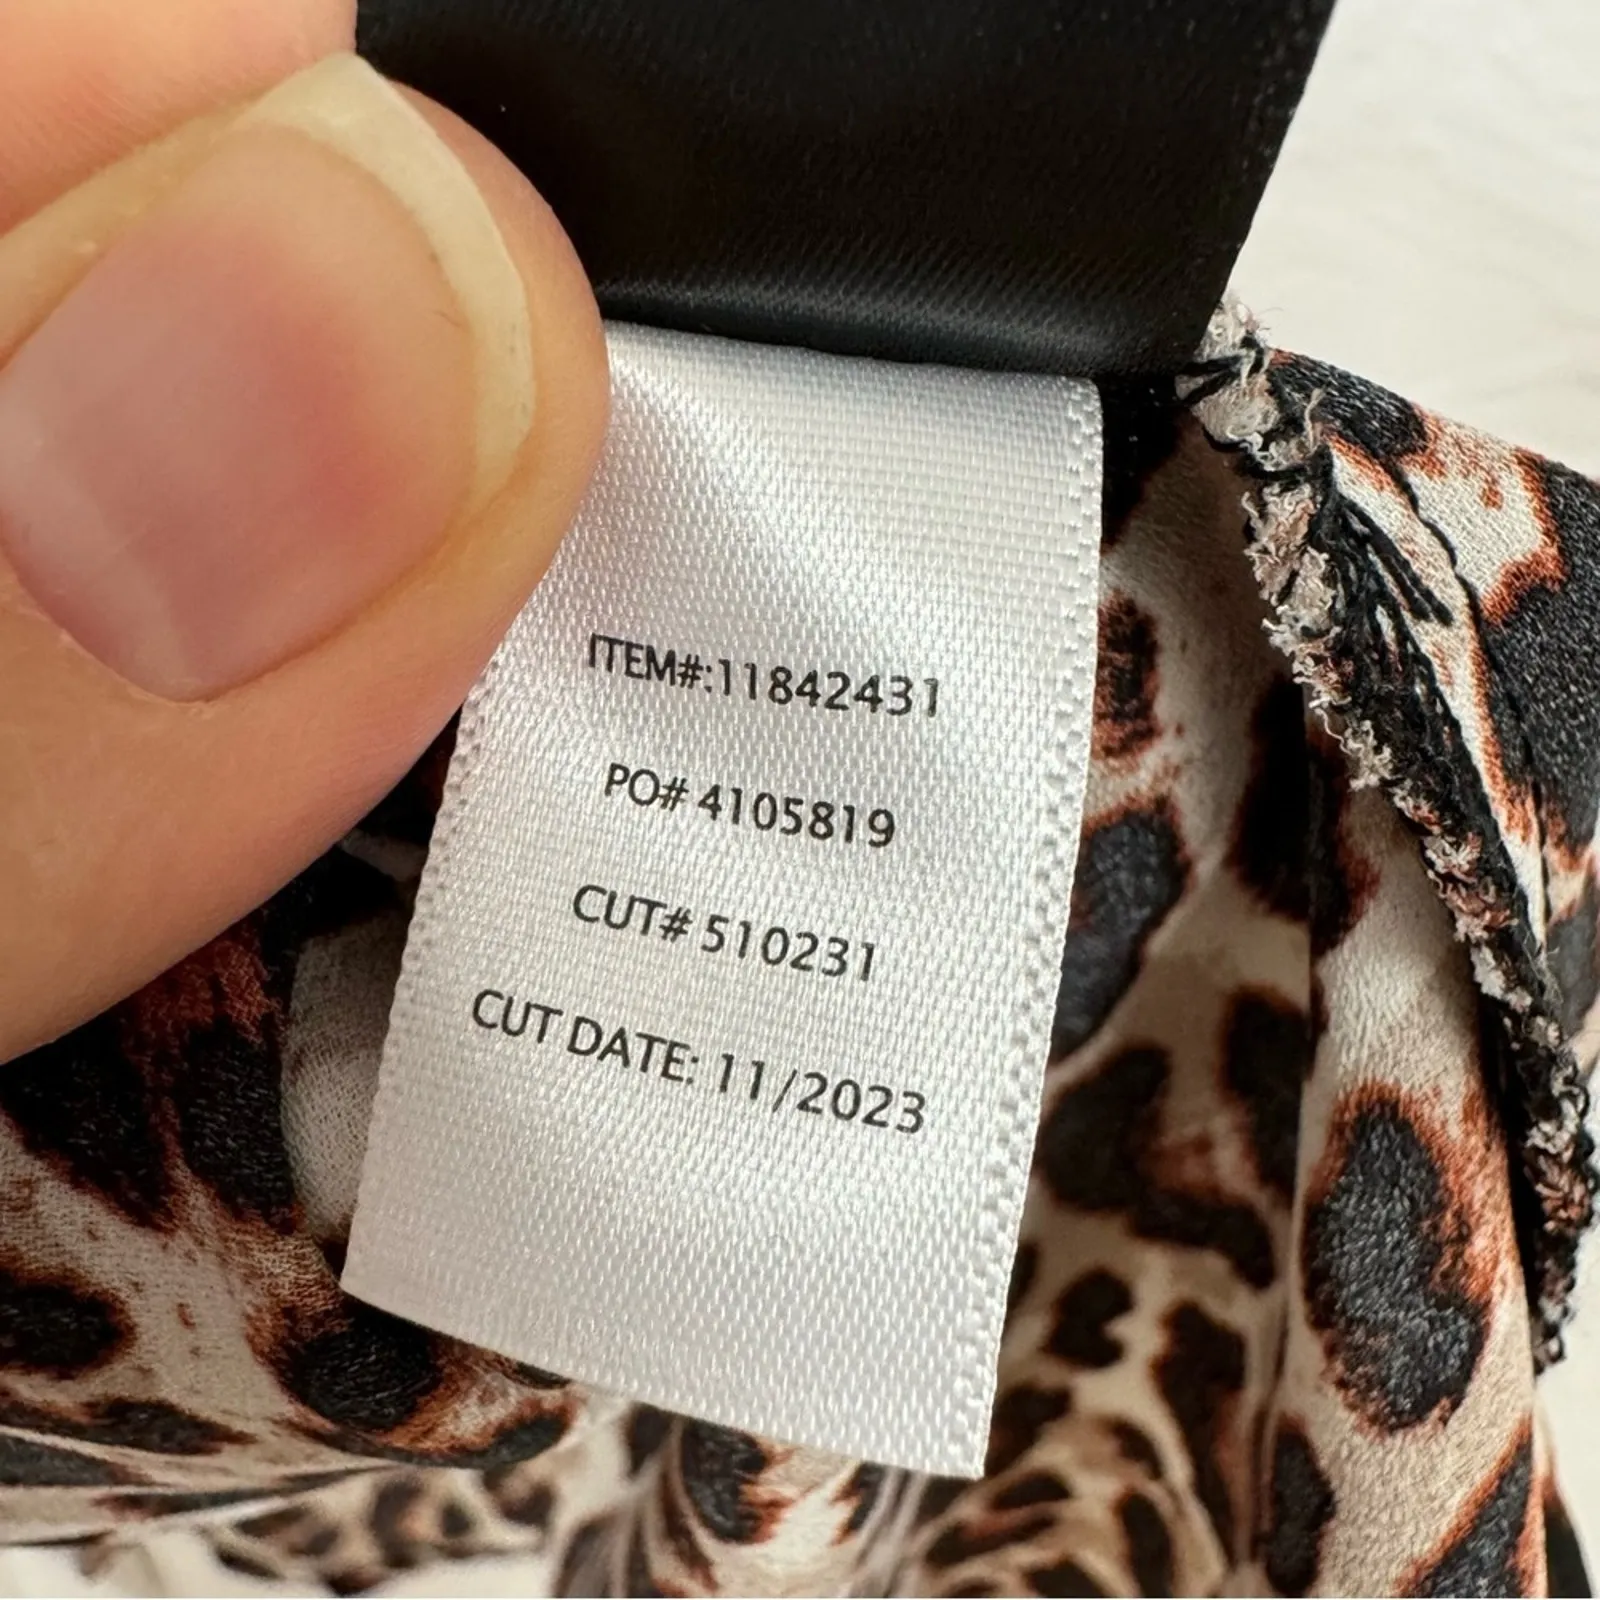 ITEM#:11842431
PO# 4105819
CUT# 510231
CUT DATE: 11/2023